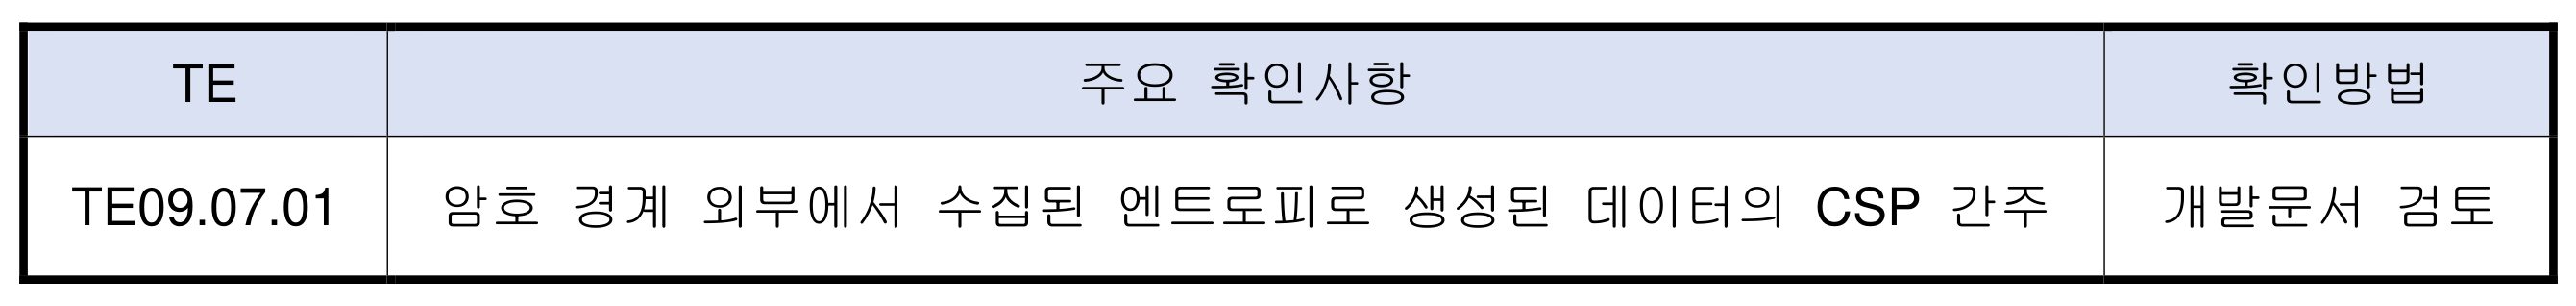 TE 주요 확인사항 확인방법
TE09.07.01 암호 경계 외부에서 수집된 엔트로피로 생성된 데이터의 CSP 간주 개발문서 검토